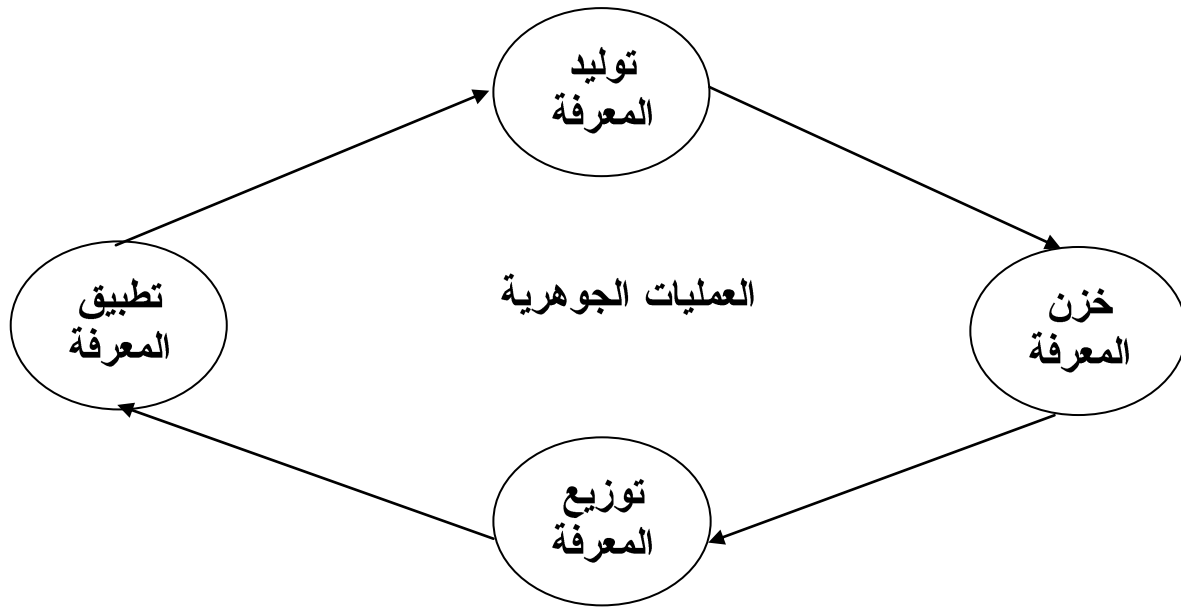 توليد
المعرفة
العمليات الجوهرية
خزن
المعرفة
تطبيق
المعرفة
توزيع
المعرفة